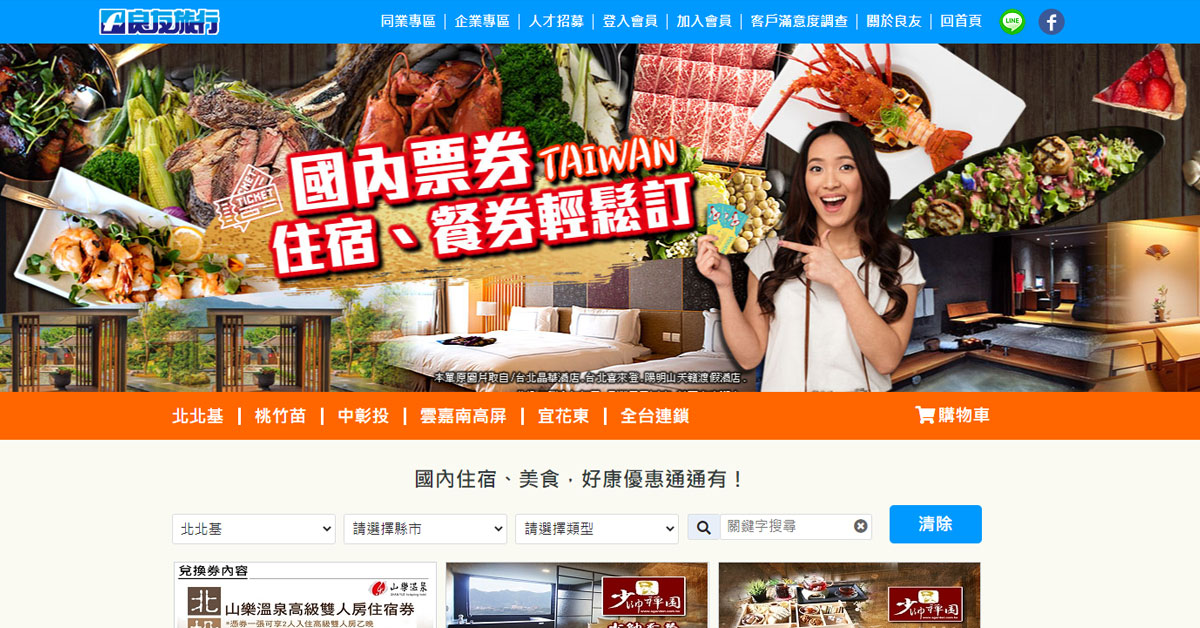 良友旅行
同業專區 | 企業專區 | 人才招募 | 登入會員 | 加入會員 | 客戶滿意度調查 | 關於良友 | 回首頁
LINE
TICKET
國內票券 TAIWAN
住宿、餐券輕鬆訂
本單原圖片取自/台北晶華酒店.台北喜來登.陽明山天籟渡假酒店.
北北基 | 桃竹苗 | 中彰投 | 雲嘉南高屏 | 宜花東 | 全台連鎖
購物車
國內住宿、美食，好康優惠通通有！
北北基
請選擇縣市
請選擇類型
關鍵字搜尋
清除
兌換券內容
山樂溫泉
北
山樂溫泉高級雙人房住宿券
*憑券一張可享2人入住高級雙人房乙晚
少帥禪園
www.sgarden.com.tw
少帥禪園
www.sgarden.com.tw